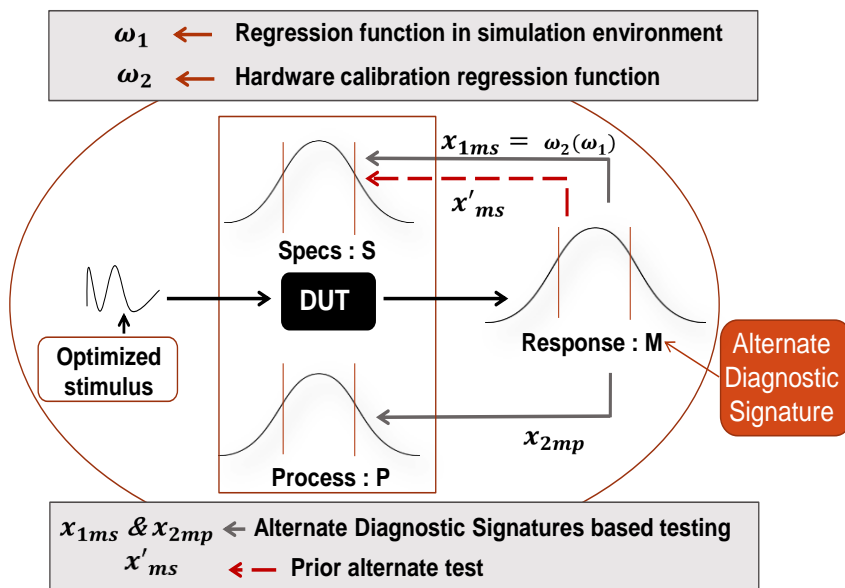 ω₁ ← Regression function in simulation environment
ω₂ ← Hardware calibration regression function
x₁ₘₛ = ω₂(ω₁)
x′ₘₛ
Specs : S
DUT
Optimized
stimulus
Response : M
Alternate
Diagnostic
Signature
x₂ₘₚ
Process : P
x₁ₘₛ & x₂ₘₚ ← Alternate Diagnostic Signatures based testing
x′ₘₛ ← Prior alternate test